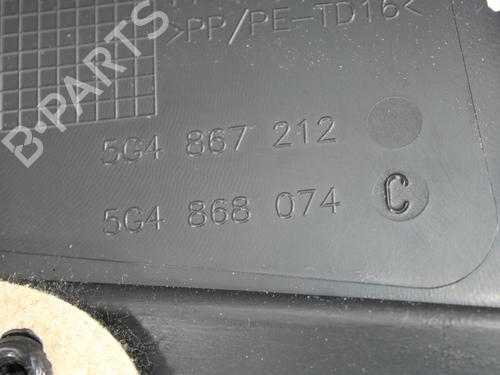 >PP/PE-TD16<
B-PARTS
5G4 867 212
5G4 868 074 C